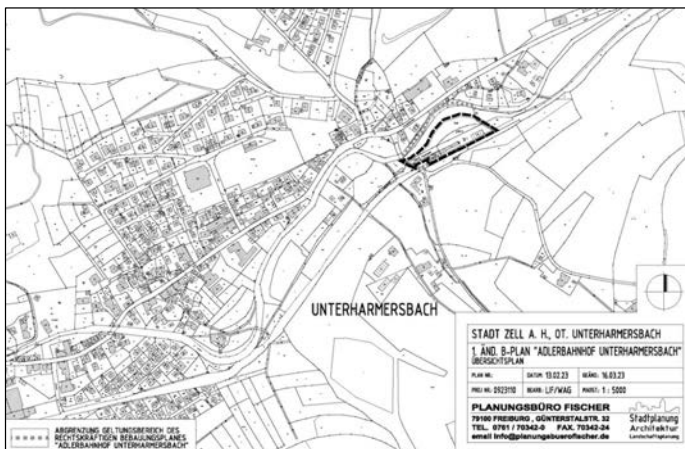 UNTERHARMERSBACH
STADT ZELL A. H., OT. UNTERHARMERSBACH
1. ÄND. B-PLAN "ADLERBAHNHOF UNTERHARMERSBACH"
ÜBERSICHTSPLAN
PLAN NR.: DATUM: 13.02.23 GEÄND.: 16.03.23
PROJ NR.: 0923110 BEARB.: LIF/WAG MAßST.: 1 : 5000
PLANUNGSBÜRO FISCHER
79100 FREIBURG , GÜNTERSTALSTR. 32
TEL. 0761 / 70342-0 FAX. 70342-24
email info@planungsbuerofischer.de
Stadtplanung
Architektur
Landschaftsplanung
ABGRENZUNG GELTUNGSBEREICH DES
RECHTSKRÄFTIGEN BEBAUUNGSPLANES
"ADLERBAHNHOF UNTERHARMERSBACH"